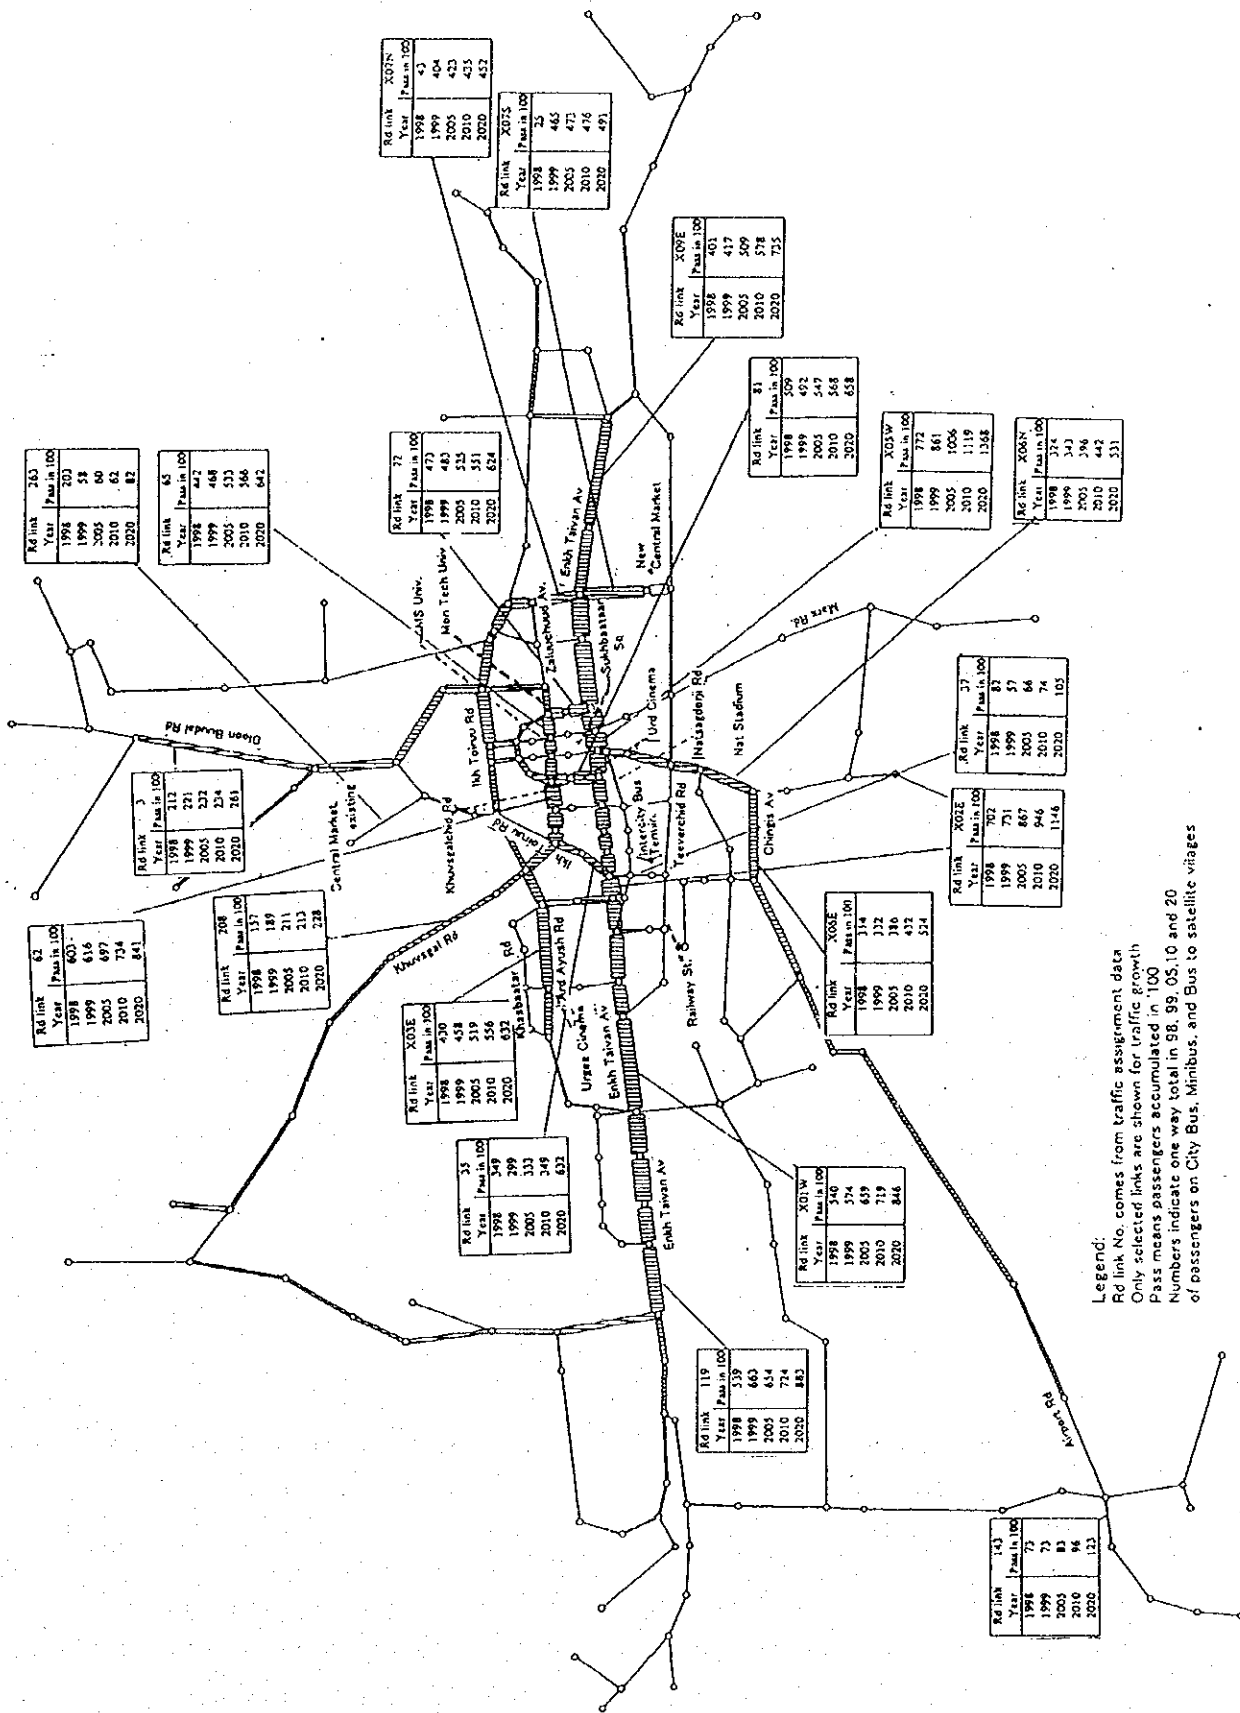 Rd link X07N
Year Pass in 100
1998 43
1999 404
2005 423
2010 435
2020 452
Rd link X07S
Year Pass in 100
1998 25
1999 465
2005 473
2010 476
2020 491
Rd link X09E
Year Pass in 100
1998 401
1999 417
2005 509
2010 578
2020 735
Rd link 81
Year Pass in 100
1998 509
1999 492
2005 547
2010 568
2020 658
Rd link X05W
Year Pass in 100
1998 772
1999 861
2005 1006
2010 1119
2020 1368
Rd link X06N
Year Pass in 100
1998 324
1999 343
2005 396
2010 442
2020 531
Rd link 263
Year Pass in 100
1998 203
1999 58
2005 60
2010 62
2020 82
Rd link 65
Year Pass in 100
1998 442
1999 468
2005 533
2010 566
2020 642
Rd link 72
Year Pass in 100
1998 473
1999 483
2005 525
2010 551
2020 624
Rd link 37
Year Pass in 100
1998 82
1999 57
2005 66
2010 74
2020 105
Rd link X02E
Year Pass in 100
1998 702
1999 731
2005 867
2010 946
2020 1146
Rd link 3
Year Pass in 100
1998 212
1999 221
2005 232
2010 234
2020 261
Rd link 62
Year Pass in 100
1998 603
1999 616
2005 697
2010 734
2020 841
Rd link 208
Year Pass in 100
1998 157
1999 189
2005 211
2010 213
2020 228
Rd link X03E
Year Pass in 100
1998 430
1999 458
2005 519
2010 556
2020 632
Rd link 35
Year Pass in 100
1998 349
1999 299
2005 333
2010 349
2020 632
Rd link X06E
Year Pass in 100
1998 314
1999 332
2005 386
2010 432
2020 524
Rd link X01W
Year Pass in 100
1998 540
1999 574
2005 659
2010 719
2020 846
Rd link 119
Year Pass in 100
1998 539
1999 663
2005 654
2010 724
2020 883
Rd link 143
Year Pass in 100
1998 73
1999 73
2005 83
2010 96
2020 123
MS Univ.
Mon Tech Univ
Zaluuchuud Av.
Enkh Taivan Av
New
Central Market
Sukhbaatar
Sq
Urd Cinema
Natsagdorj Rd
Nat Stadium
Marx Rd.
Chingis Av
Ikh Toiruu Rd
Central Market
existing
Khuvsgalchid Rd
Ikh Toiruu Rd
Intercity Bus
Termin.
Teeverchid Rd
Khuvsgal Rd
Khasbaatar Rd
Ard Ayush Rd
Urgee Cinema
Enkh Taivan Av
Railway St.
Enkh Taivan Av
Airport Rd
Legend:
Rd link No. comes from traffic assignment data
Only selected links are shown for traffic growth
Pass means passengers accumulated in '100
Numbers indicate one way total in 98, 99, 05, 10 and 20
of passengers on City Bus, Minibus, and Bus to satellite villages